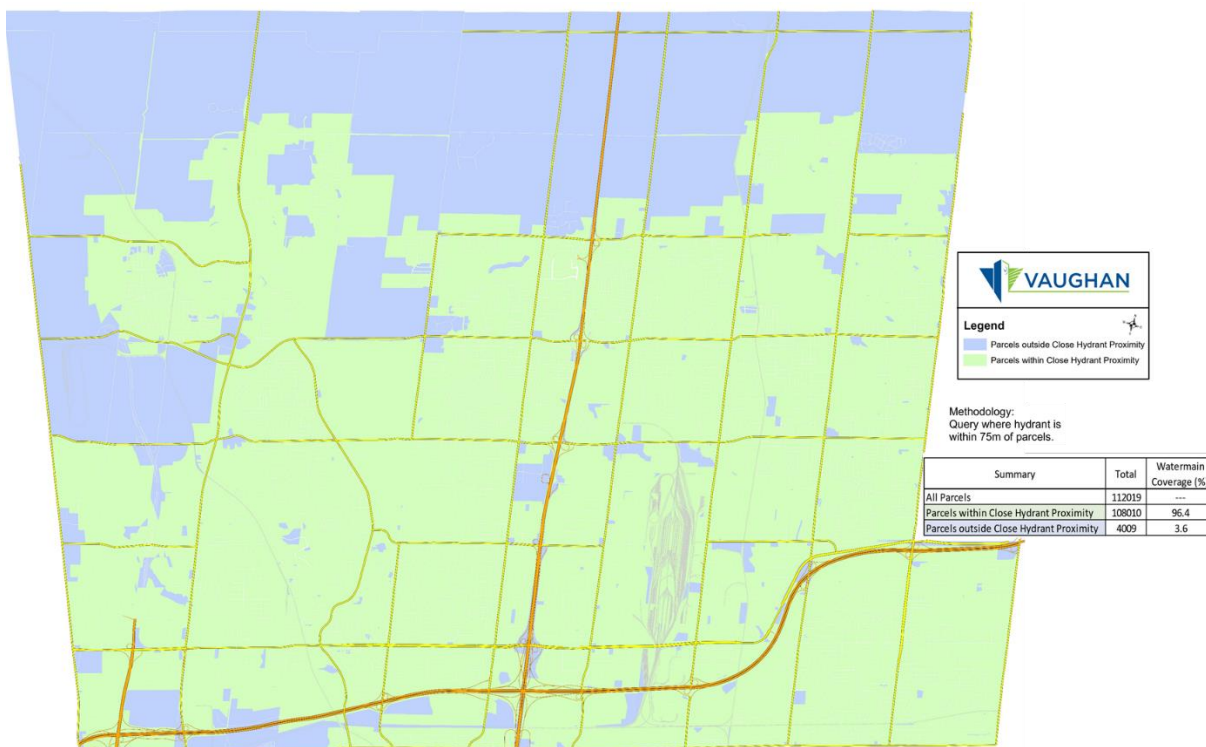 VAUGHAN
Legend
Parcels outside Close Hydrant Proximity
Parcels within Close Hydrant Proximity
Methodology:
Query where hydrant is
within 75m of parcels.
Summary Total Watermain Coverage (%
All Parcels 112019 ---
Parcels within Close Hydrant Proximity 108010 96.4
Parcels outside Close Hydrant Proximity 4009 3.6